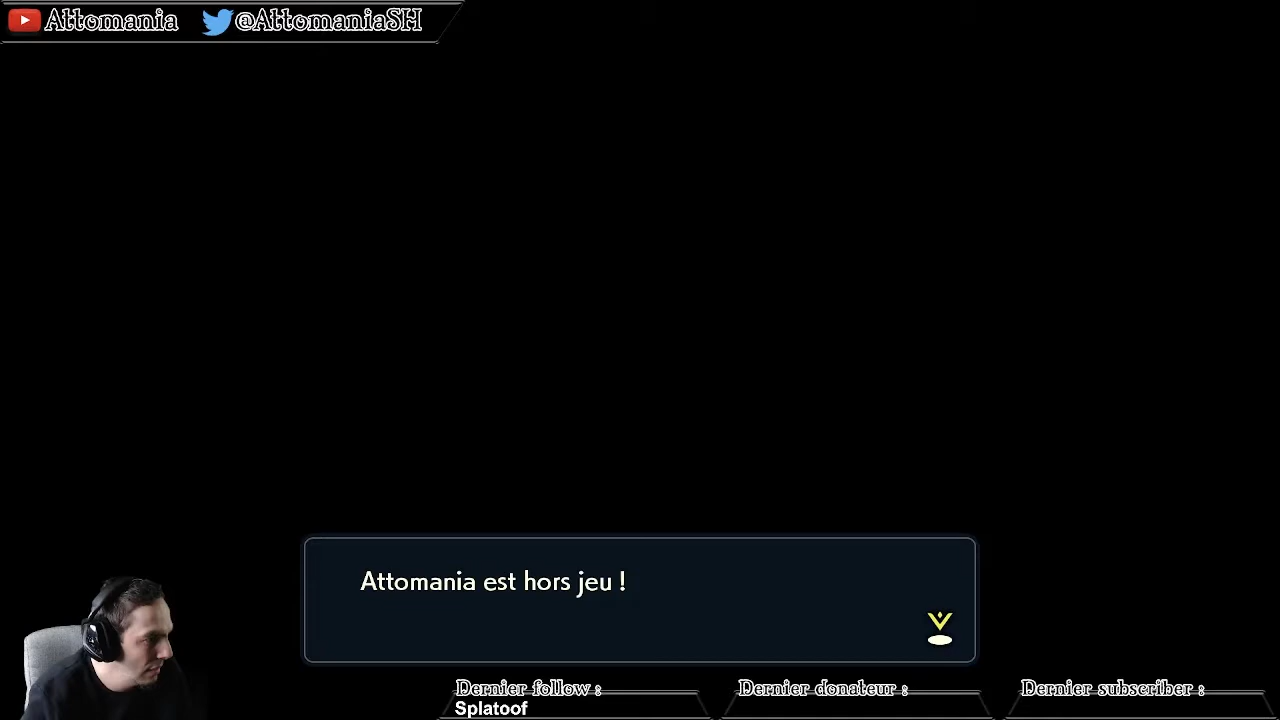 Attomania @AttomaniaSH
Attomania est hors jeu !
Dernier follow : Dernier donateur : Dernier subscriber :
Splatoof